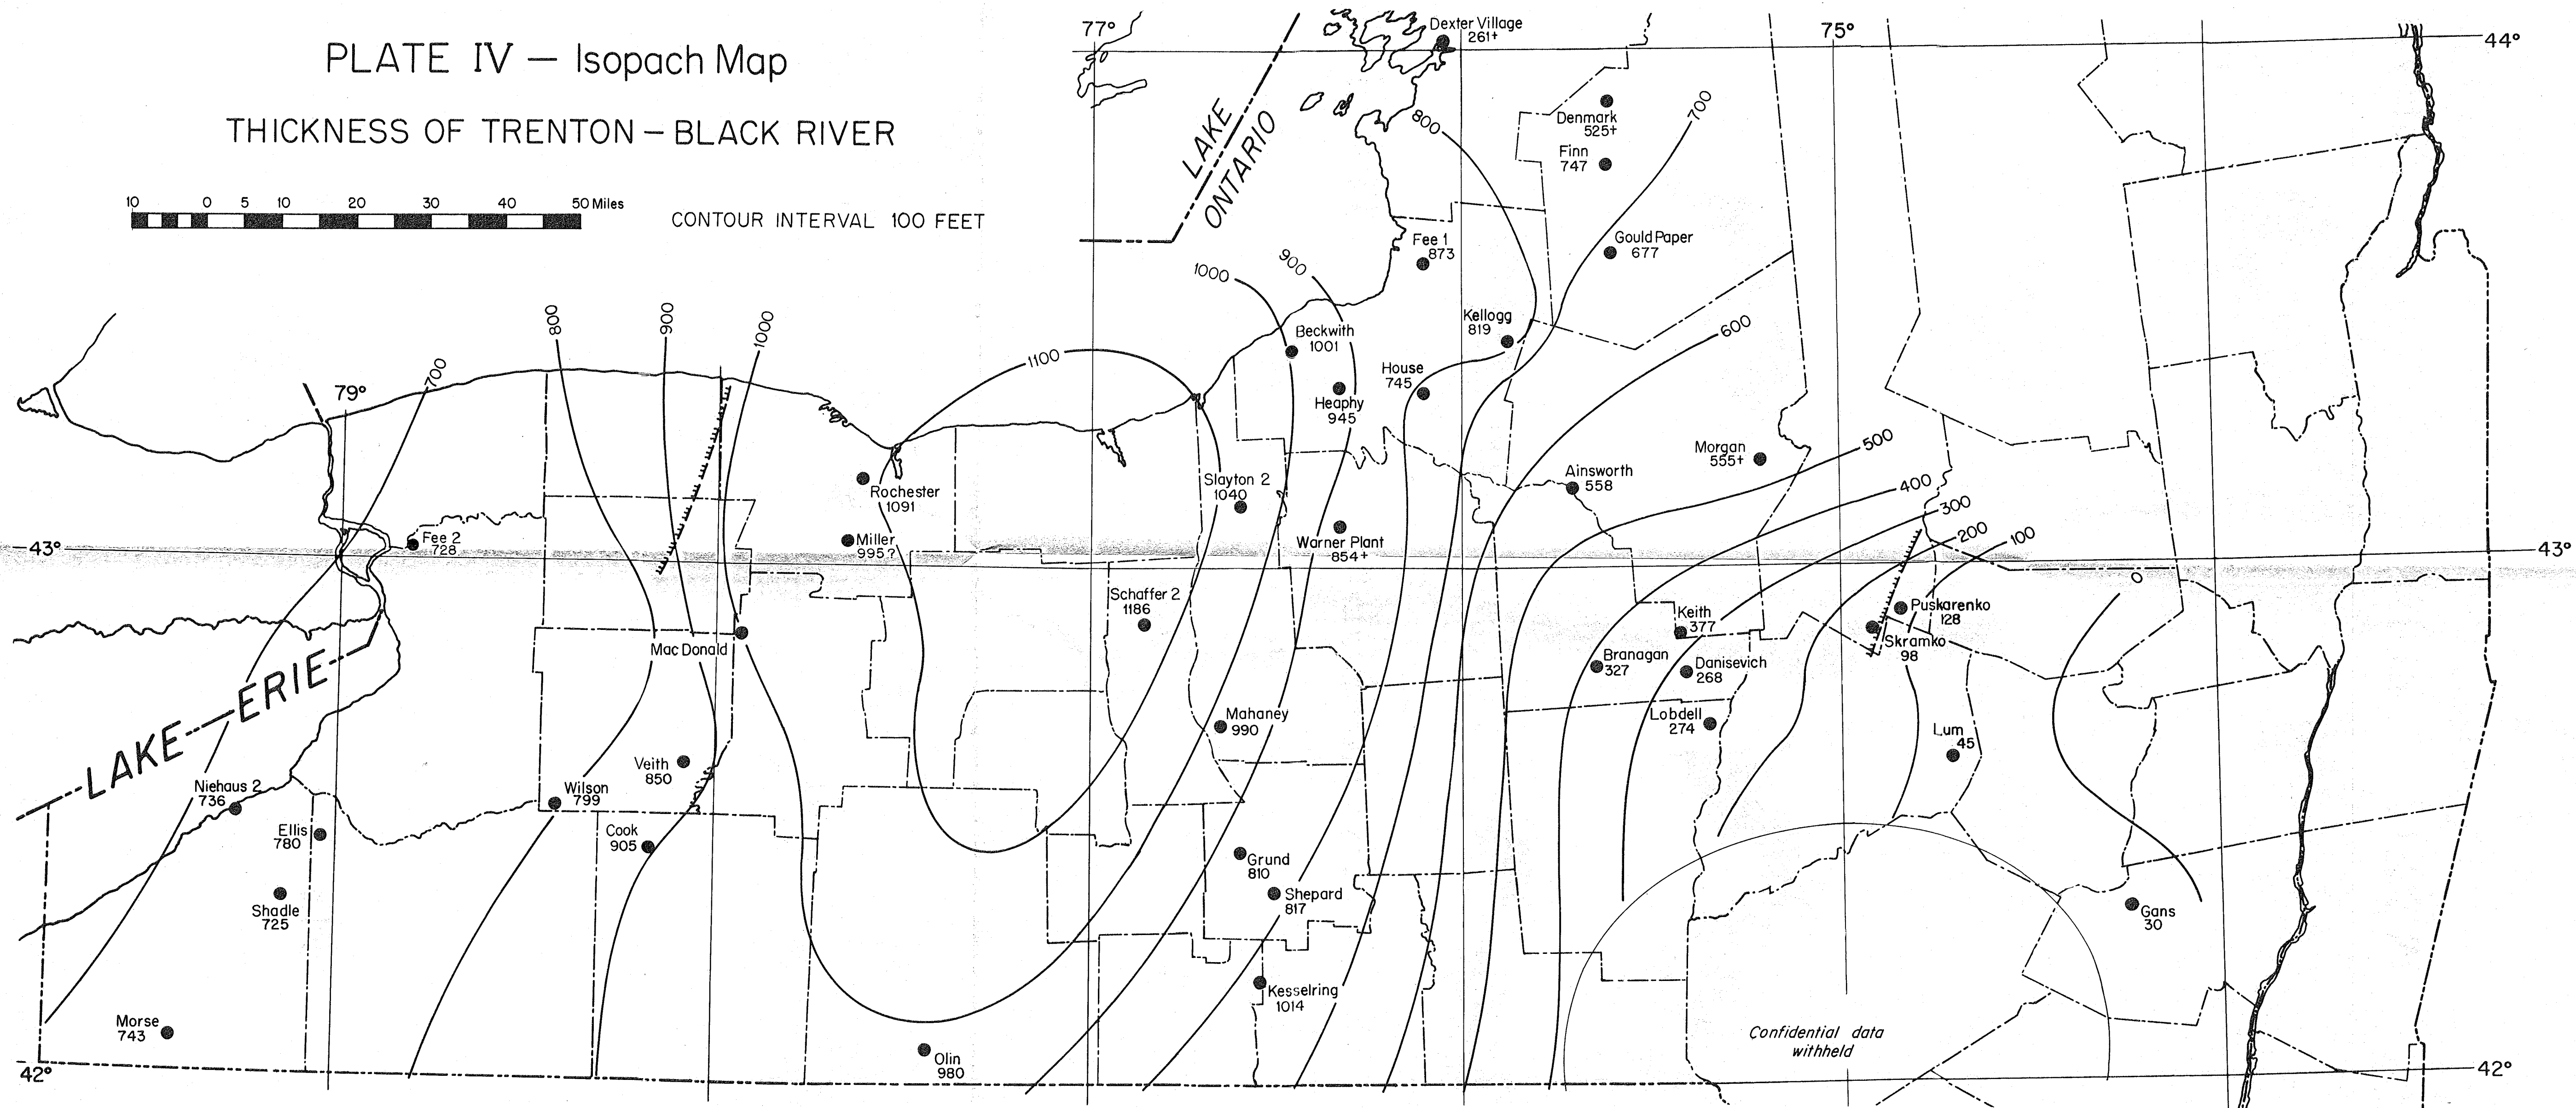 PLATE IV — Isopach Map
THICKNESS OF TRENTON – BLACK RIVER
10 0 5 10 20 30 40 50 Miles
CONTOUR INTERVAL 100 FEET
77°
75°
44°
Dexter Village
261+
LAKE
ONTARIO
800
700
Denmark
525+
Finn
747
Gould Paper
677
Fee 1
873
1000
900
Beckwith
1001
Kellogg
819
600
House
745
Heaphy
945
800
900
1000
1100
700
79°
Morgan
555+
500
Ainsworth
558
400
300
200
100
0
Slayton 2
1040
Rochester
1091
Miller
995?
Warner Plant
854+
Fee 2
728
43°
43°
Schaffer 2
1186
Mac Donald
Keith
377
Puskarenko
128
Skramko
98
Branagan
327
Danisevich
268
LAKE ERIE
Mahaney
990
Lobdell
274
Lum
45
Veith
850
Niehaus 2
736
Wilson
799
Ellis
780
Cook
905
Grund
810
Shepard
817
Shadle
725
Gans
30
Kesselring
1014
Morse
743
Olin
980
Confidential data
withheld
42°
42°